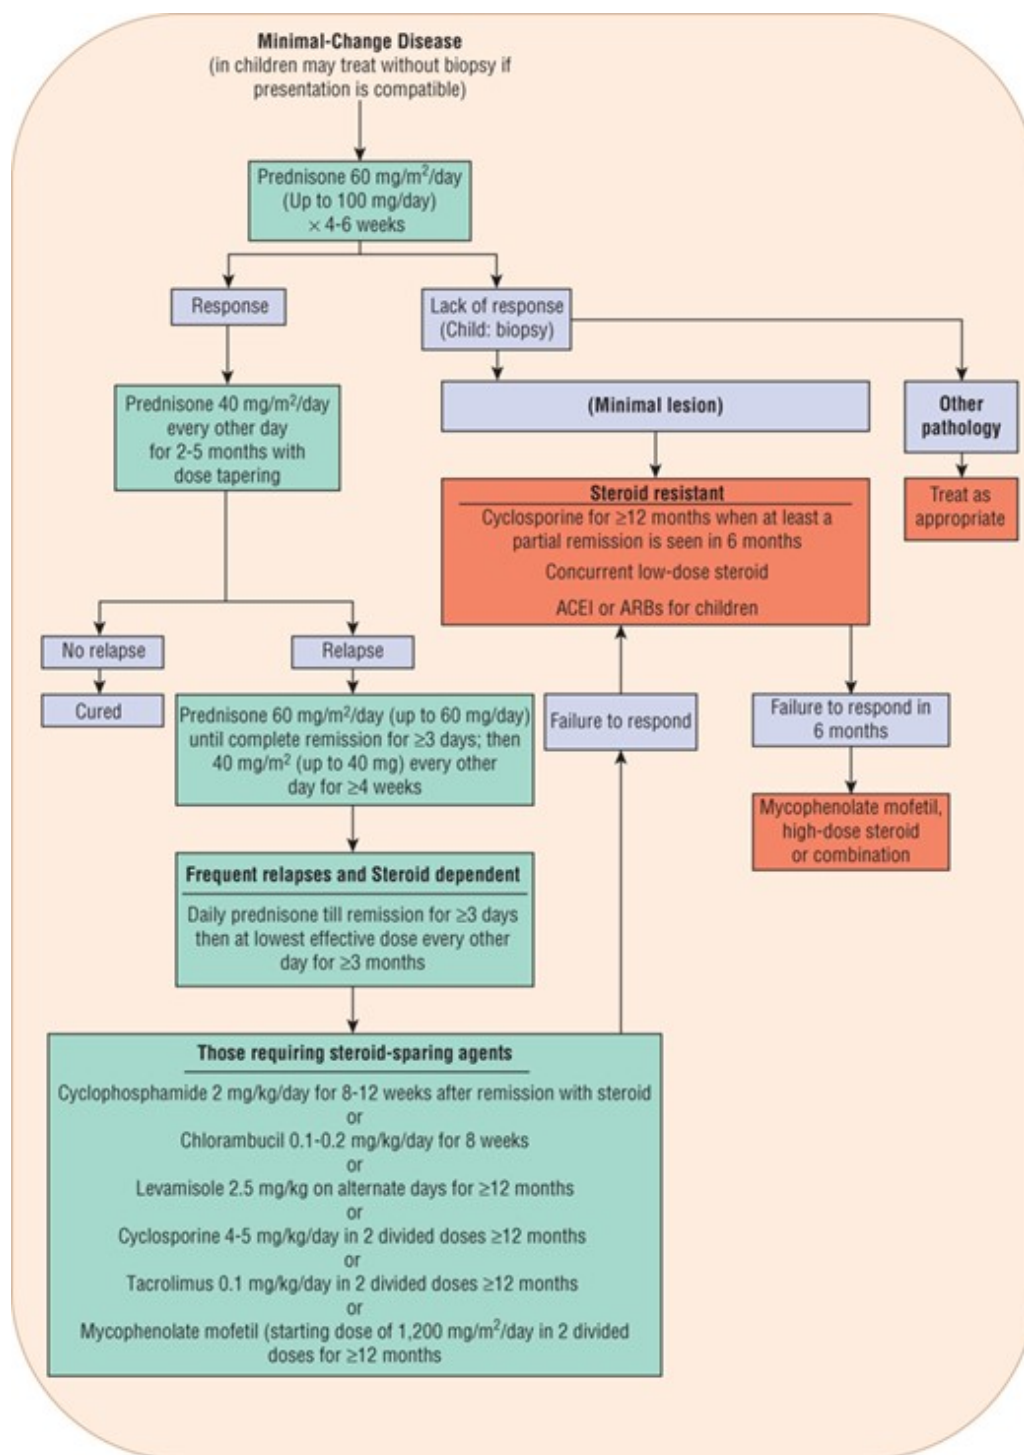 Minimal-Change Disease
(in children may treat without biopsy if
presentation is compatible)
Prednisone 60 mg/m²/day
(Up to 100 mg/day)
× 4-6 weeks
Response
Lack of response
(Child: biopsy)
Prednisone 40 mg/m²/day
every other day
for 2-5 months with
dose tapering
(Minimal lesion)
Other
pathology
Steroid resistant
Cyclosporine for ≥12 months when at least a
partial remission is seen in 6 months
Concurrent low-dose steroid
ACEI or ARBs for children
Treat as
appropriate
No relapse
Relapse
Cured
Prednisone 60 mg/m²/day (up to 60 mg/day)
until complete remission for ≥3 days; then
40 mg/m² (up to 40 mg) every other
day for ≥4 weeks
Failure to respond
Failure to respond in
6 months
Mycophenolate mofetil,
high-dose steroid
or combination
Frequent relapses and Steroid dependent
Daily prednisone till remission for ≥3 days
then at lowest effective dose every other
day for ≥3 months
Those requiring steroid-sparing agents
Cyclophosphamide 2 mg/kg/day for 8-12 weeks after remission with steroid
or
Chlorambucil 0.1-0.2 mg/kg/day for 8 weeks
or
Levamisole 2.5 mg/kg on alternate days for ≥12 months
or
Cyclosporine 4-5 mg/kg/day in 2 divided doses ≥12 months
or
Tacrolimus 0.1 mg/kg/day in 2 divided doses ≥12 months
or
Mycophenolate mofetil (starting dose of 1,200 mg/m²/day in 2 divided
doses for ≥12 months